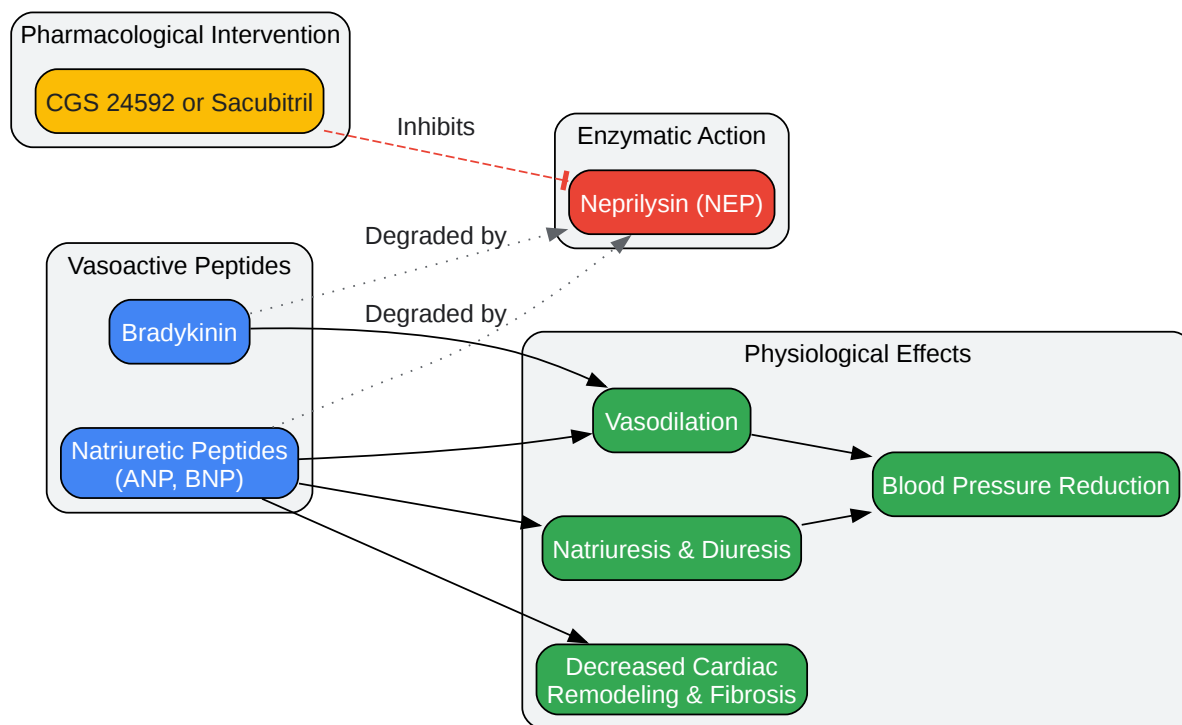 Pharmacological Intervention
CGS 24592 or Sacubitril
Inhibits
Enzymatic Action
Neprilysin (NEP)
Degraded by
Vasoactive Peptides
Bradykinin
Degraded by
Physiological Effects
Vasodilation
Natriuretic Peptides
(ANP, BNP)
Blood Pressure Reduction
Natriuresis & Diuresis
Decreased Cardiac
Remodeling & Fibrosis